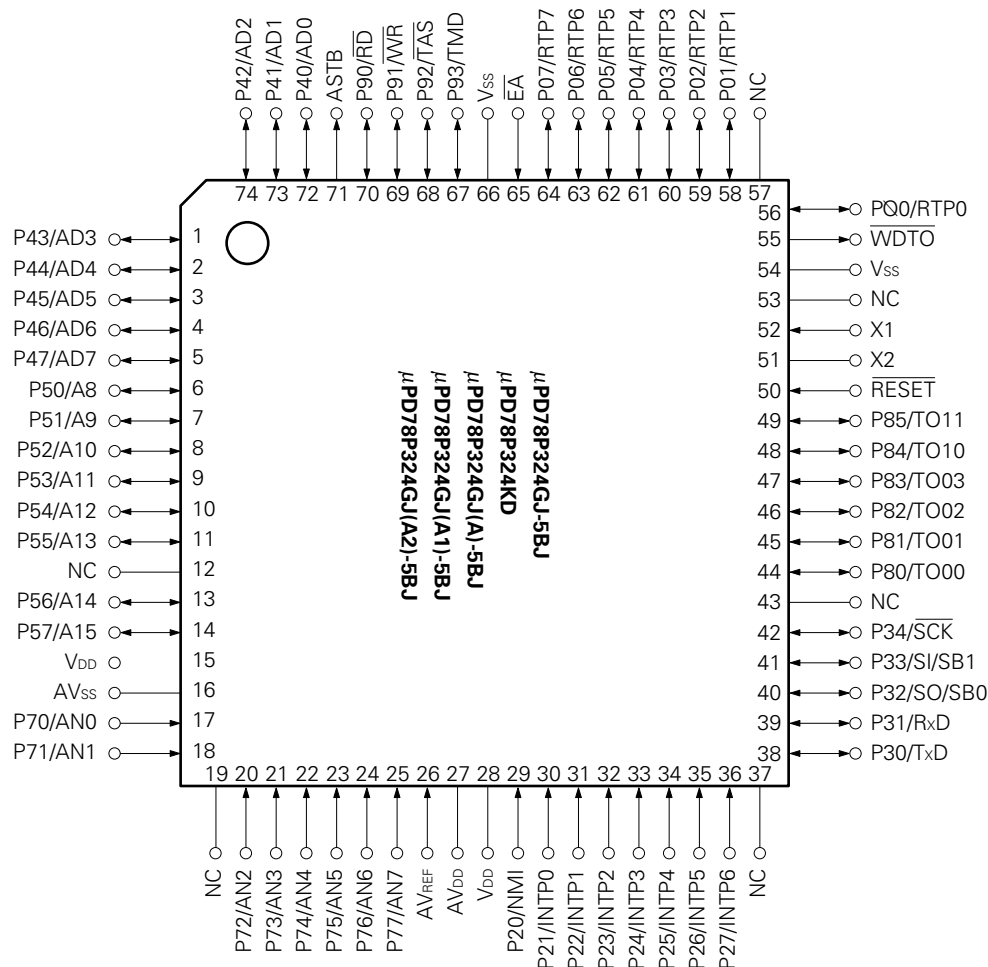 P42/AD2
P41/AD1
P40/AD0
ASTB
P90/RD
P91/WR
P92/TAS
P93/TMD
Vss
EA
P07/RTP7
P06/RTP6
P05/RTP5
P04/RTP4
P03/RTP3
P02/RTP2
P01/RTP1
NC
74 73 72 71 70 69 68 67 66 65 64 63 62 61 60 59 58 57
P43/AD3 1
P44/AD4 2
P45/AD5 3
P46/AD6 4
P47/AD7 5
P50/A8 6
P51/A9 7
P52/A10 8
P53/A11 9
P54/A12 10
P55/A13 11
NC 12
P56/A14 13
P57/A15 14
VDD 15
AVss 16
P70/AN0 17
P71/AN1 18
μPD78P324GJ-5BJ
μPD78P324KD
μPD78P324GJ(A)-5BJ
μPD78P324GJ(A1)-5BJ
μPD78P324GJ(A2)-5BJ
56 PQ0/RTP0
55 WDTO
54 Vss
53 NC
52 X1
51 X2
50 RESET
49 P85/TO11
48 P84/TO10
47 P83/TO03
46 P82/TO02
45 P81/TO01
44 P80/TO00
43 NC
42 P34/SCK
41 P33/SI/SB1
40 P32/SO/SB0
39 P31/RxD
38 P30/TxD
19 20 21 22 23 24 25 26 27 28 29 30 31 32 33 34 35 36 37
NC
P72/AN2
P73/AN3
P74/AN4
P75/AN5
P76/AN6
P77/AN7
AVREF
AVDD
VDD
P20/NMI
P21/INTP0
P22/INTP1
P23/INTP2
P24/INTP3
P25/INTP4
P26/INTP5
P27/INTP6
NC